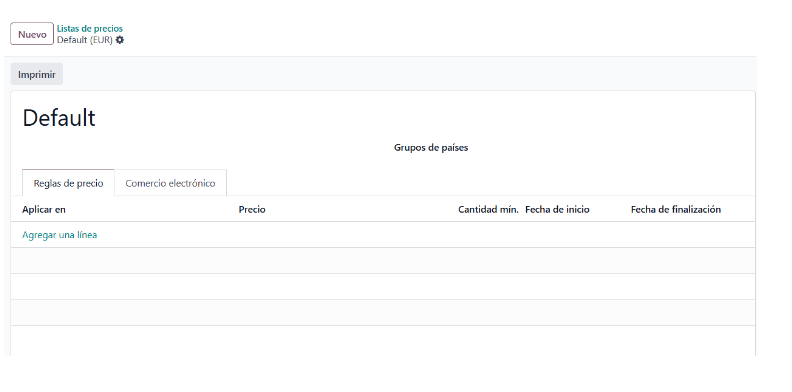 Nuevo
Listas de precios
Default (EUR)
Imprimir
Default
Grupos de países
Reglas de precio
Comercio electrónico
Aplicar en Precio Cantidad mín. Fecha de inicio Fecha de finalización
Agregar una línea